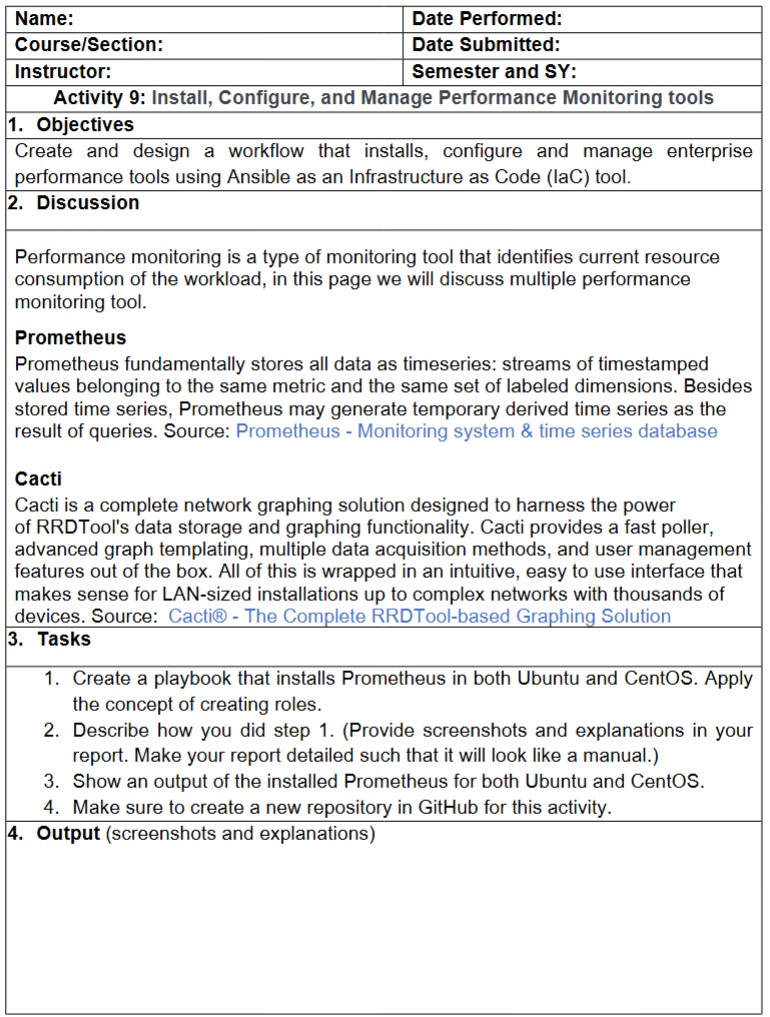 Name:
Date Performed:
Course/Section:
Date Submitted:
Instructor:
Semester and SY:
Activity 9: Install, Configure, and Manage Performance Monitoring tools
1. Objectives
Create and design a workflow that installs, configure and manage enterprise
performance tools using Ansible as an Infrastructure as Code (IaC) tool.
2. Discussion
Performance monitoring is a type of monitoring tool that identifies current resource
consumption of the workload, in this page we will discuss multiple performance
monitoring tool.
Prometheus
Prometheus fundamentally stores all data as timeseries: streams of timestamped
values belonging to the same metric and the same set of labeled dimensions. Besides
stored time series, Prometheus may generate temporary derived time series as the
result of queries. Source: Prometheus - Monitoring system & time series database
Cacti
Cacti is a complete network graphing solution designed to harness the power
of RRDTool's data storage and graphing functionality. Cacti provides a fast poller,
advanced graph templating, multiple data acquisition methods, and user management
features out of the box. All of this is wrapped in an intuitive, easy to use interface that
makes sense for LAN-sized installations up to complex networks with thousands of
devices. Source: Cacti® - The Complete RRDTool-based Graphing Solution
3. Tasks
1. Create a playbook that installs Prometheus in both Ubuntu and CentOS. Apply
the concept of creating roles.
2. Describe how you did step 1. (Provide screenshots and explanations in your
report. Make your report detailed such that it will look like a manual.)
3. Show an output of the installed Prometheus for both Ubuntu and CentOS.
4. Make sure to create a new repository in GitHub for this activity.
4. Output (screenshots and explanations)